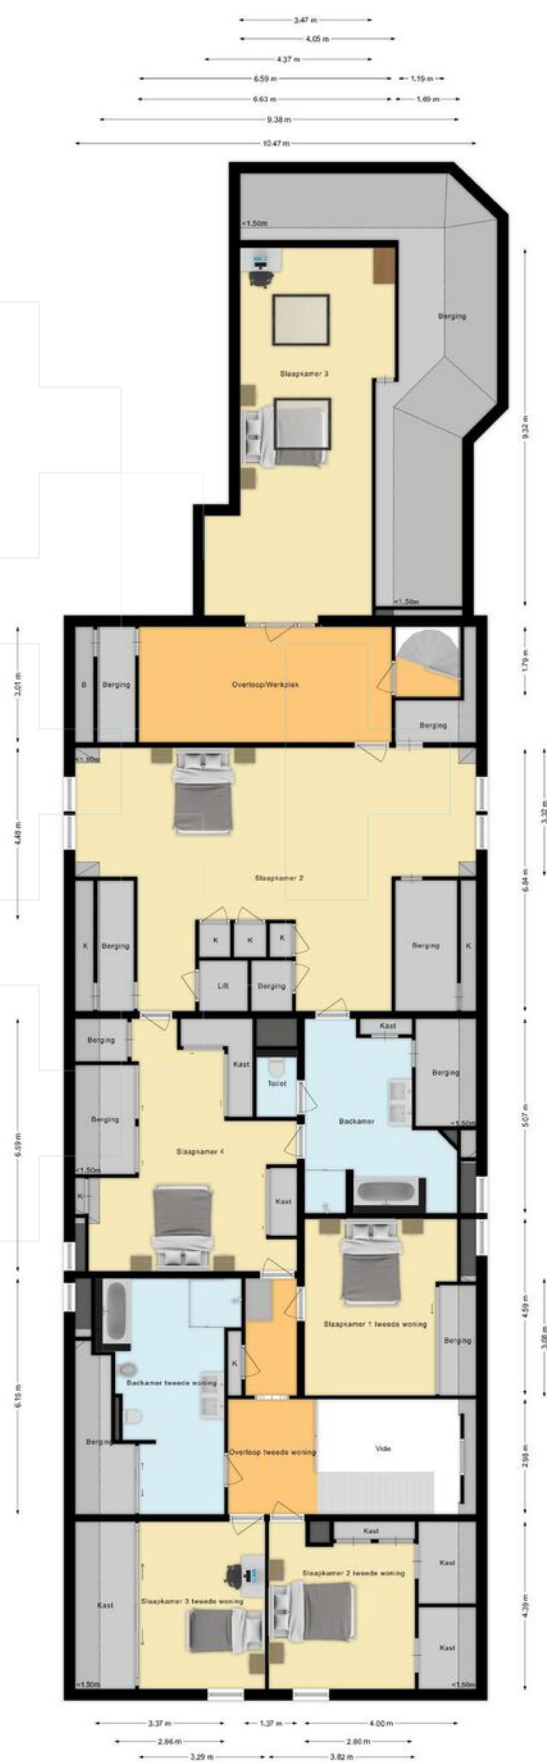 3.47 m
4.05 m
4.37 m
6.59 m
1.19 m
6.63 m
1.60 m
9.38 m
10.47 m
<1.50m
Berging
Slaapkamer 3
9.32 m
<1.50m
3.01 m
B
Berging
Overloop/Werkplek
1.79 m
Berging
<1.50m
3.32 m
4.48 m
6.84 m
Slaapkamer 2
K
Berging
K
K
K
Berging
K
Lift
Berging
Berging
Kast
Kast
Toilet
Berging
Berging
Badkamer
5.07 m
<1.50m
6.59 m
Slaapkamer 4
<1.50m
K
Kast
Slaapkamer 1 tweede woning
4.59 m
Berging
3.08 m
K
Badkamer tweede woning
6.15 m
Berging
Overloop tweede woning
Vide
2.98 m
Kast
Kast
Slaapkamer 2 tweede woning
Kast
Slaapkamer 3 tweede woning
4.39 m
Kast
<1.50m
<1.50m
3.37 m
1.37 m
4.00 m
2.86 m
2.80 m
3.29 m
3.82 m